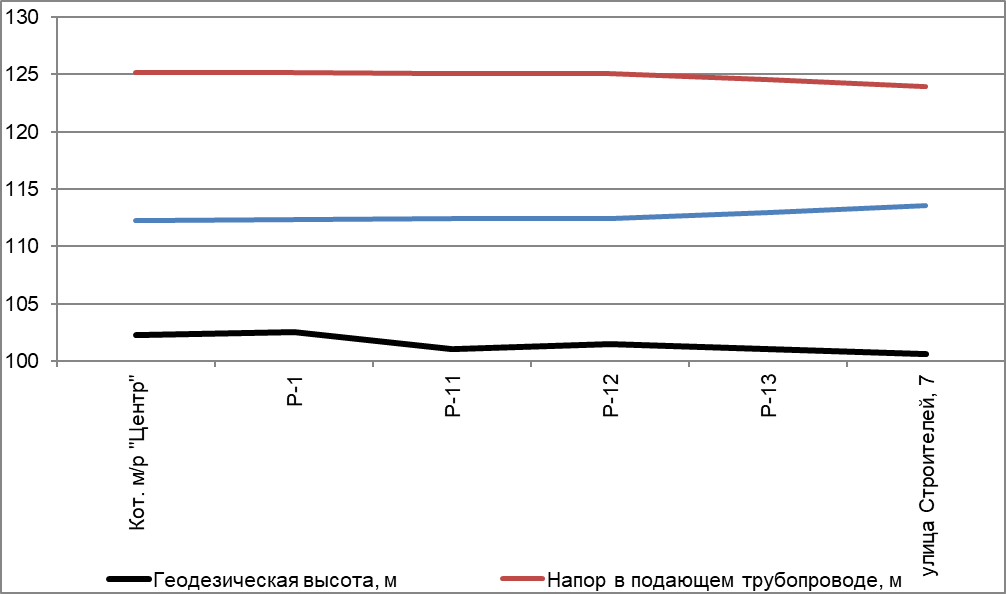 130
125
120
115
110
105
100
Кот. м/р "Центр"
Р-1
Р-11
Р-12
Р-13
улица Строителей, 7
Геодезическая высота, м
Напор в подающем трубопроводе, м